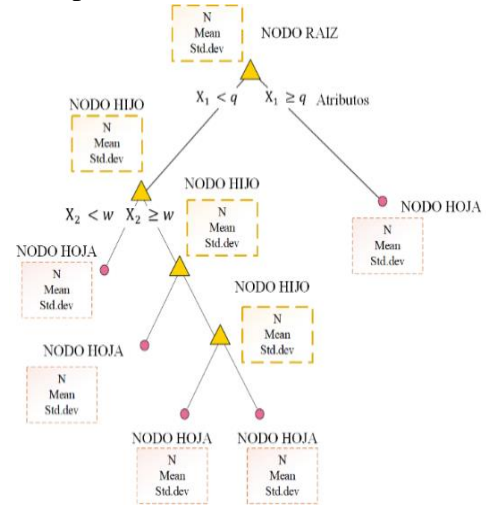 N
Mean
Std.dev
NODO RAIZ
X₁ < q X₁ ≥ q Atributos
NODO HIJO
N
Mean
Std.dev
NODO HIJO
N
Mean
Std.dev
X₂ < w X₂ ≥ w
NODO HOJA
N
Mean
Std.dev
NODO HOJA
N
Mean
Std.dev
NODO HIJO
N
Mean
Std.dev
NODO HOJA
N
Mean
Std.dev
NODO HOJA
N
Mean
Std.dev
NODO HOJA
N
Mean
Std.dev